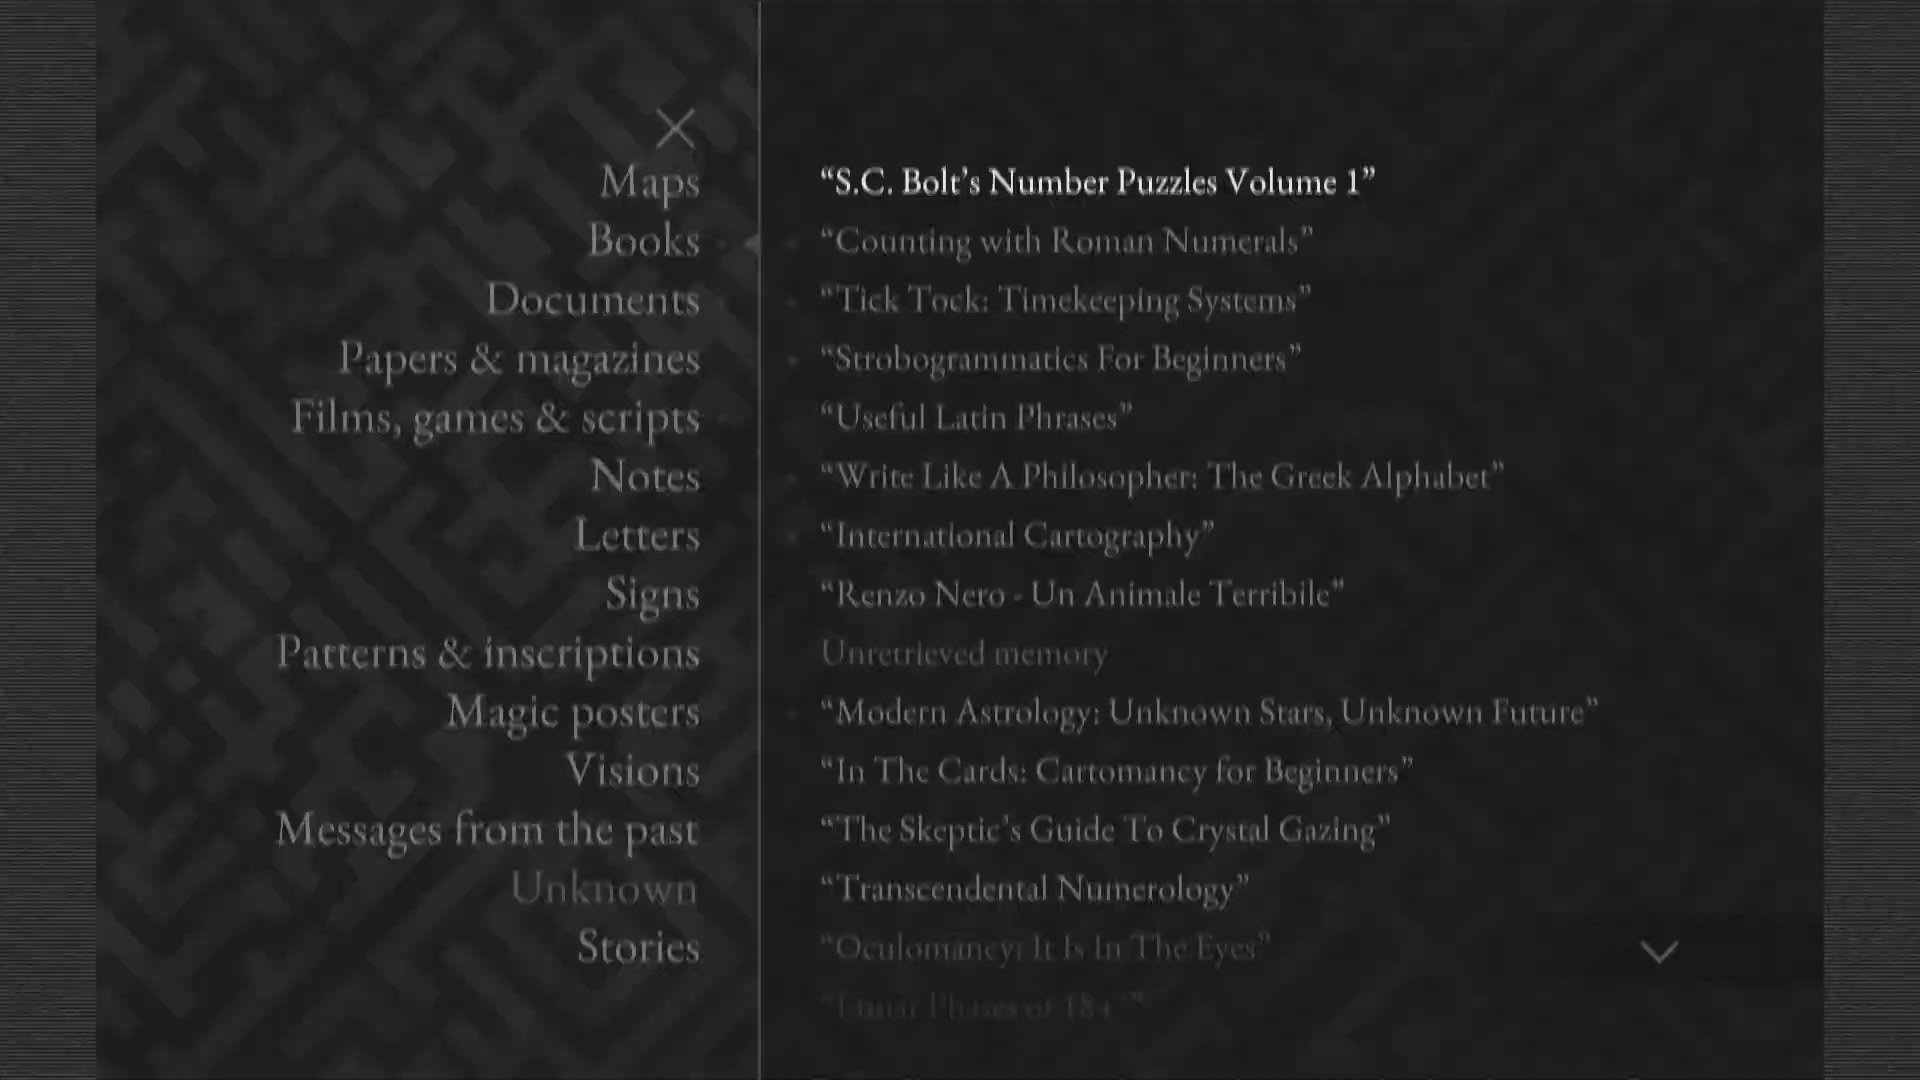 Maps
Books
Documents
Papers & magazines
Films, games & scripts
Notes
Letters
Signs
Patterns & inscriptions
Magic posters
Visions
Messages from the past
Unknown
Stories
“S.C. Bolt’s Number Puzzles Volume 1”
“Counting with Roman Numerals”
“Tick Tock: Timekeeping Systems”
“Strobogrammatics For Beginners”
“Useful Latin Phrases”
“Write Like A Philosopher: The Greek Alphabet”
“International Cartography”
“Renzo Nero - Un Animale Terribile”
Unretrieved memory
“Modern Astrology: Unknown Stars, Unknown Future”
“In The Cards: Cartomancy for Beginners”
“The Skeptic’s Guide To Crystal Gazing”
“Transcendental Numerology”
“Oculomancy: It Is In The Eyes”
“Lunar Phases of